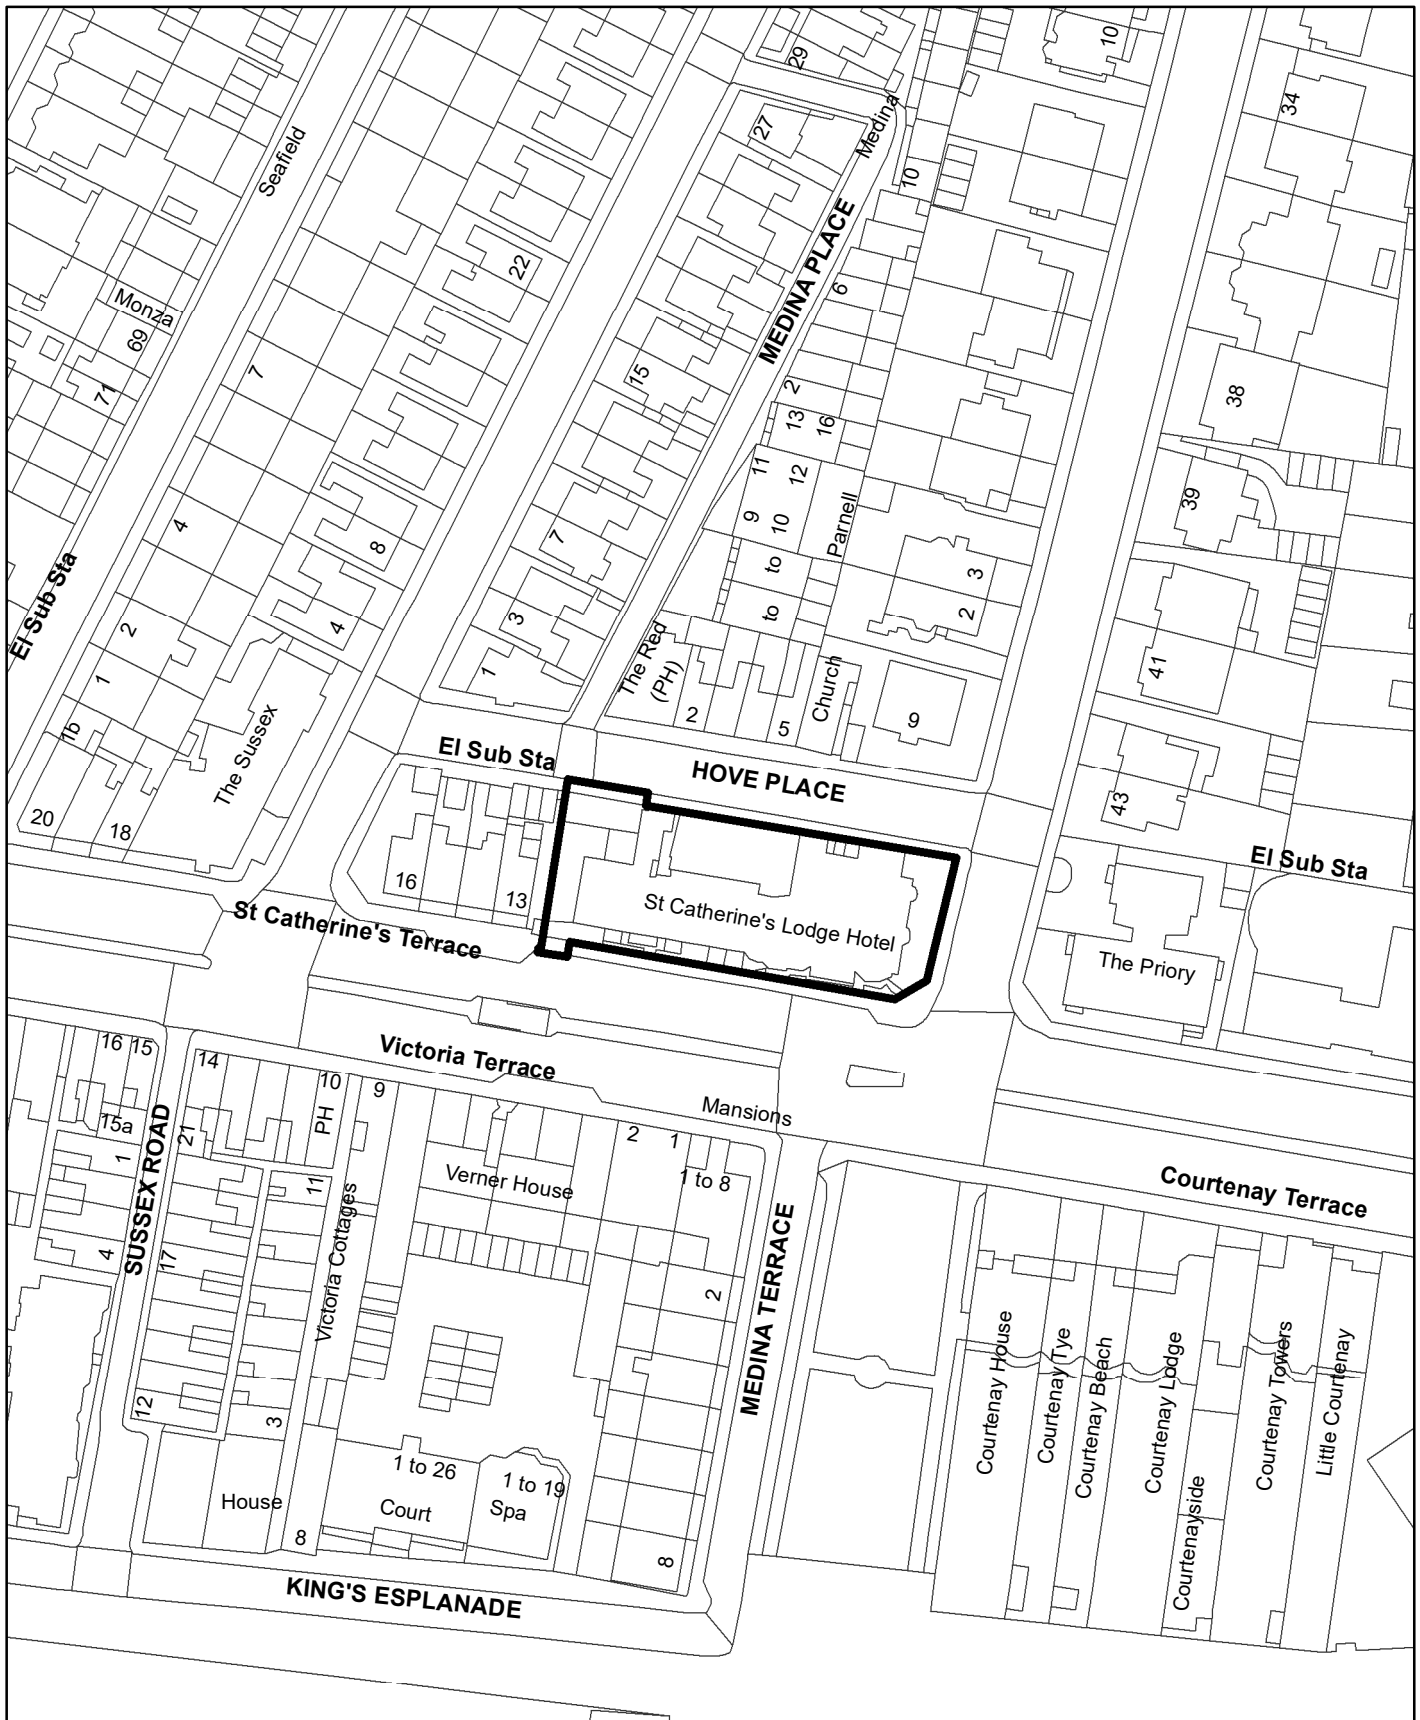 29
10
34
27
Medina
Seafield
10
MEDINA PLACE
22
6
Monza
69
7
15
2
38
71
13
16
11
12
39
4
9
10
Parnell
7
8
to
3
El Sub Sta
to
2
2
3
4
The Red
(PH)
1
1
Church
41
2
5
9
1b
The Sussex
El Sub Sta
HOVE PLACE
43
20
18
El Sub Sta
16
13
St Catherine's Lodge Hotel
St Catherine's Terrace
The Priory
16
15
14
Victoria Terrace
10
9
PH
Mansions
15a
21
2
1
1
SUSSEX ROAD
11
Verner House
1 to 8
Courtenay Terrace
Victoria Cottages
4
17
2
MEDINA TERRACE
Courtenay House
Courtenay Tye
Courtenay Beach
Courtenay Lodge
Courtenayside
Courtenay Towers
Little Courtenay
12
3
1 to 26
1 to 19
House
Court
Spa
8
8
KING'S ESPLANADE